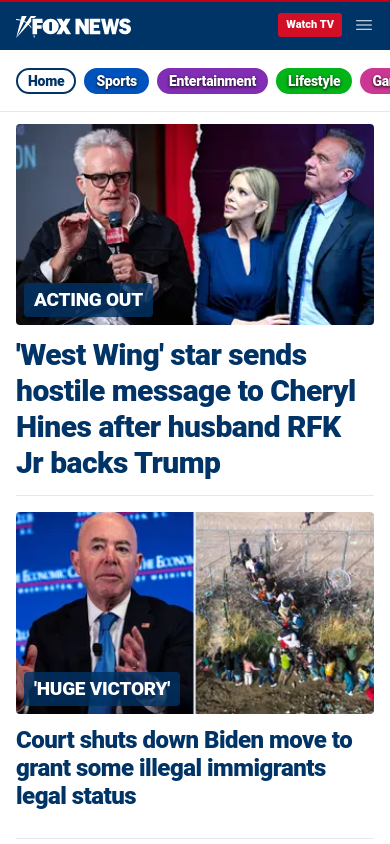 FOX NEWS
Watch TV
Home
Sports
Entertainment
Lifestyle
Ga
ON
ACTING OUT
'West Wing' star sends
hostile message to Cheryl
Hines after husband RFK
Jr backs Trump
'HUGE VICTORY'
Court shuts down Biden move to
grant some illegal immigrants
legal status